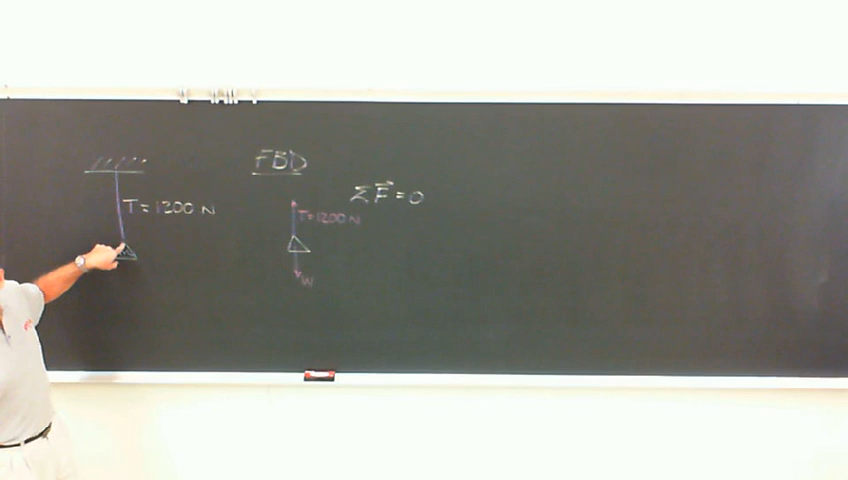 T = 1200 N
FBD
ΣF⃗ = 0
T=1200 N
W